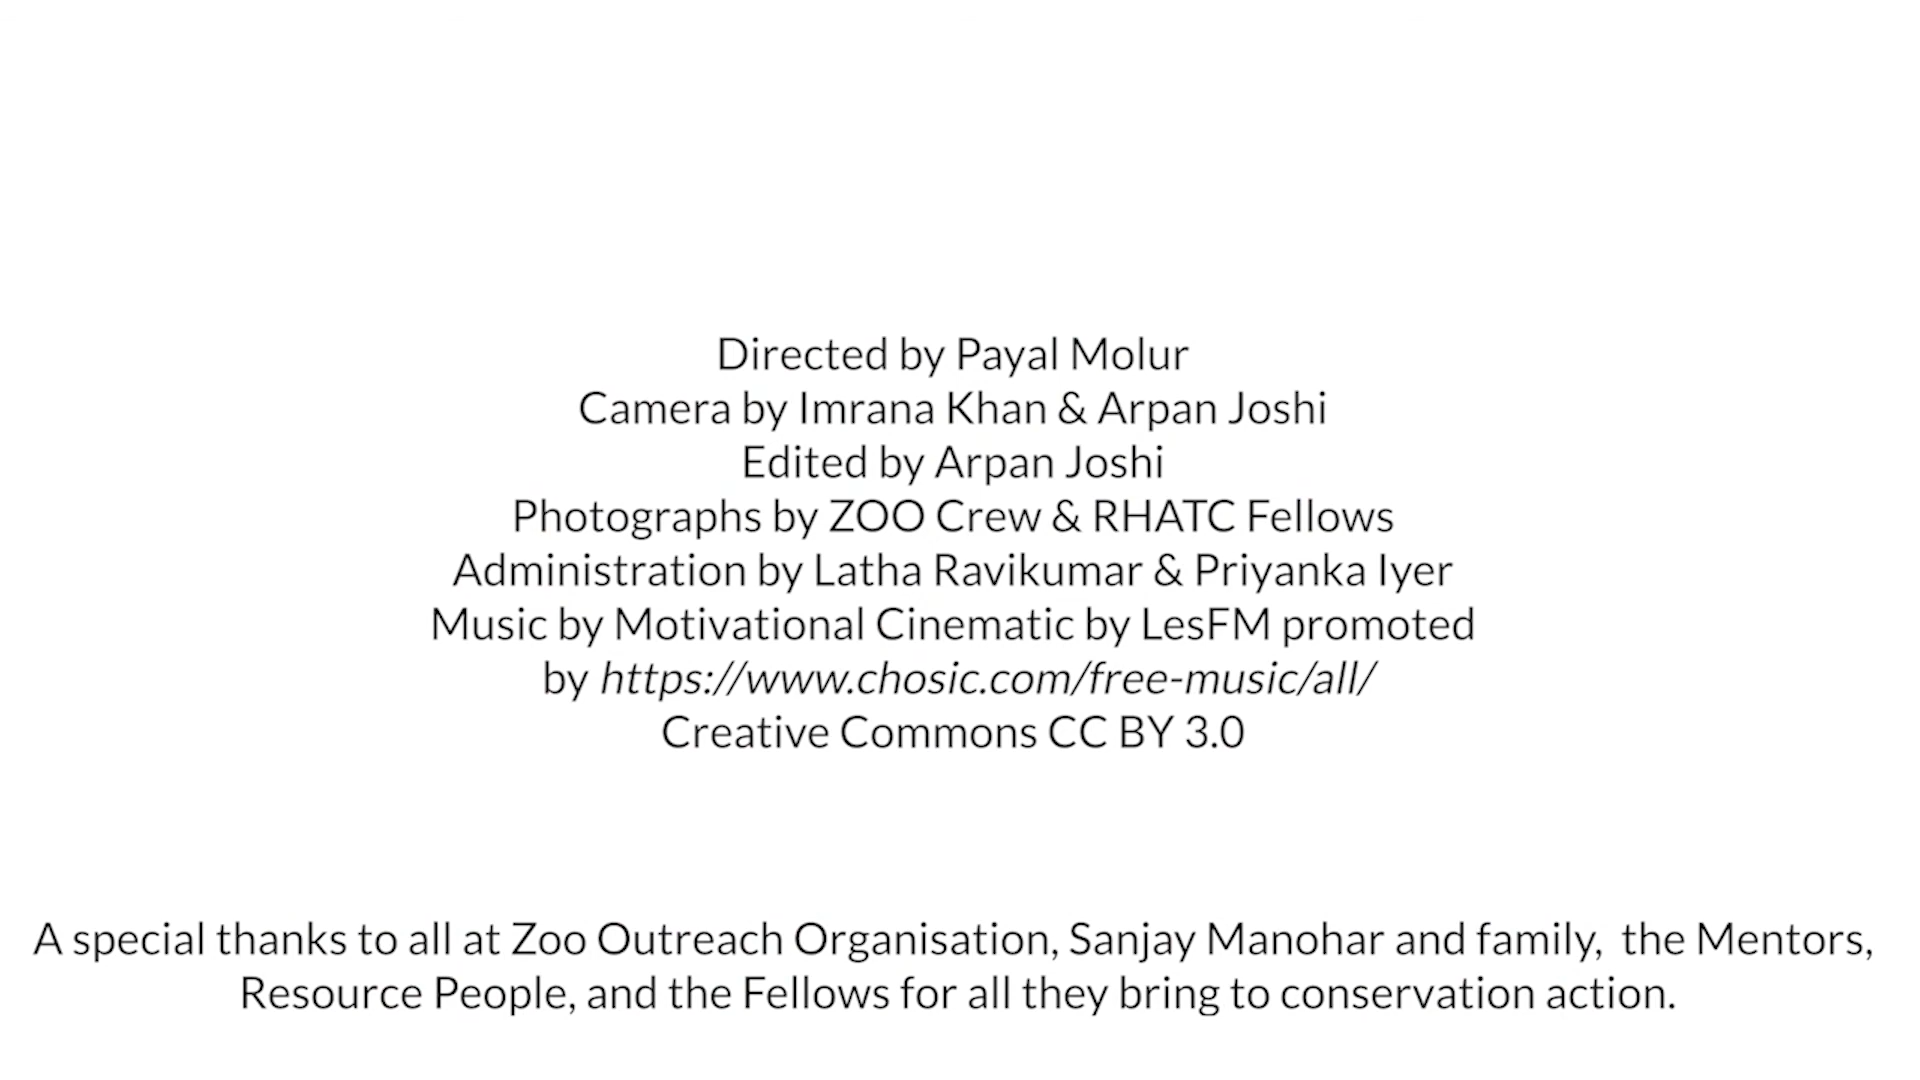 Directed by Payal Molur
Camera by Imrana Khan & Arpan Joshi
Edited by Arpan Joshi
Photographs by ZOO Crew & RHATC Fellows
Administration by Latha Ravikumar & Priyanka Iyer
Music by Motivational Cinematic by LesFM promoted
by https://www.chosic.com/free-music/all/
Creative Commons CC BY 3.0
A special thanks to all at Zoo Outreach Organisation, Sanjay Manohar and family,  the Mentors,
Resource People, and the Fellows for all they bring to conservation action.